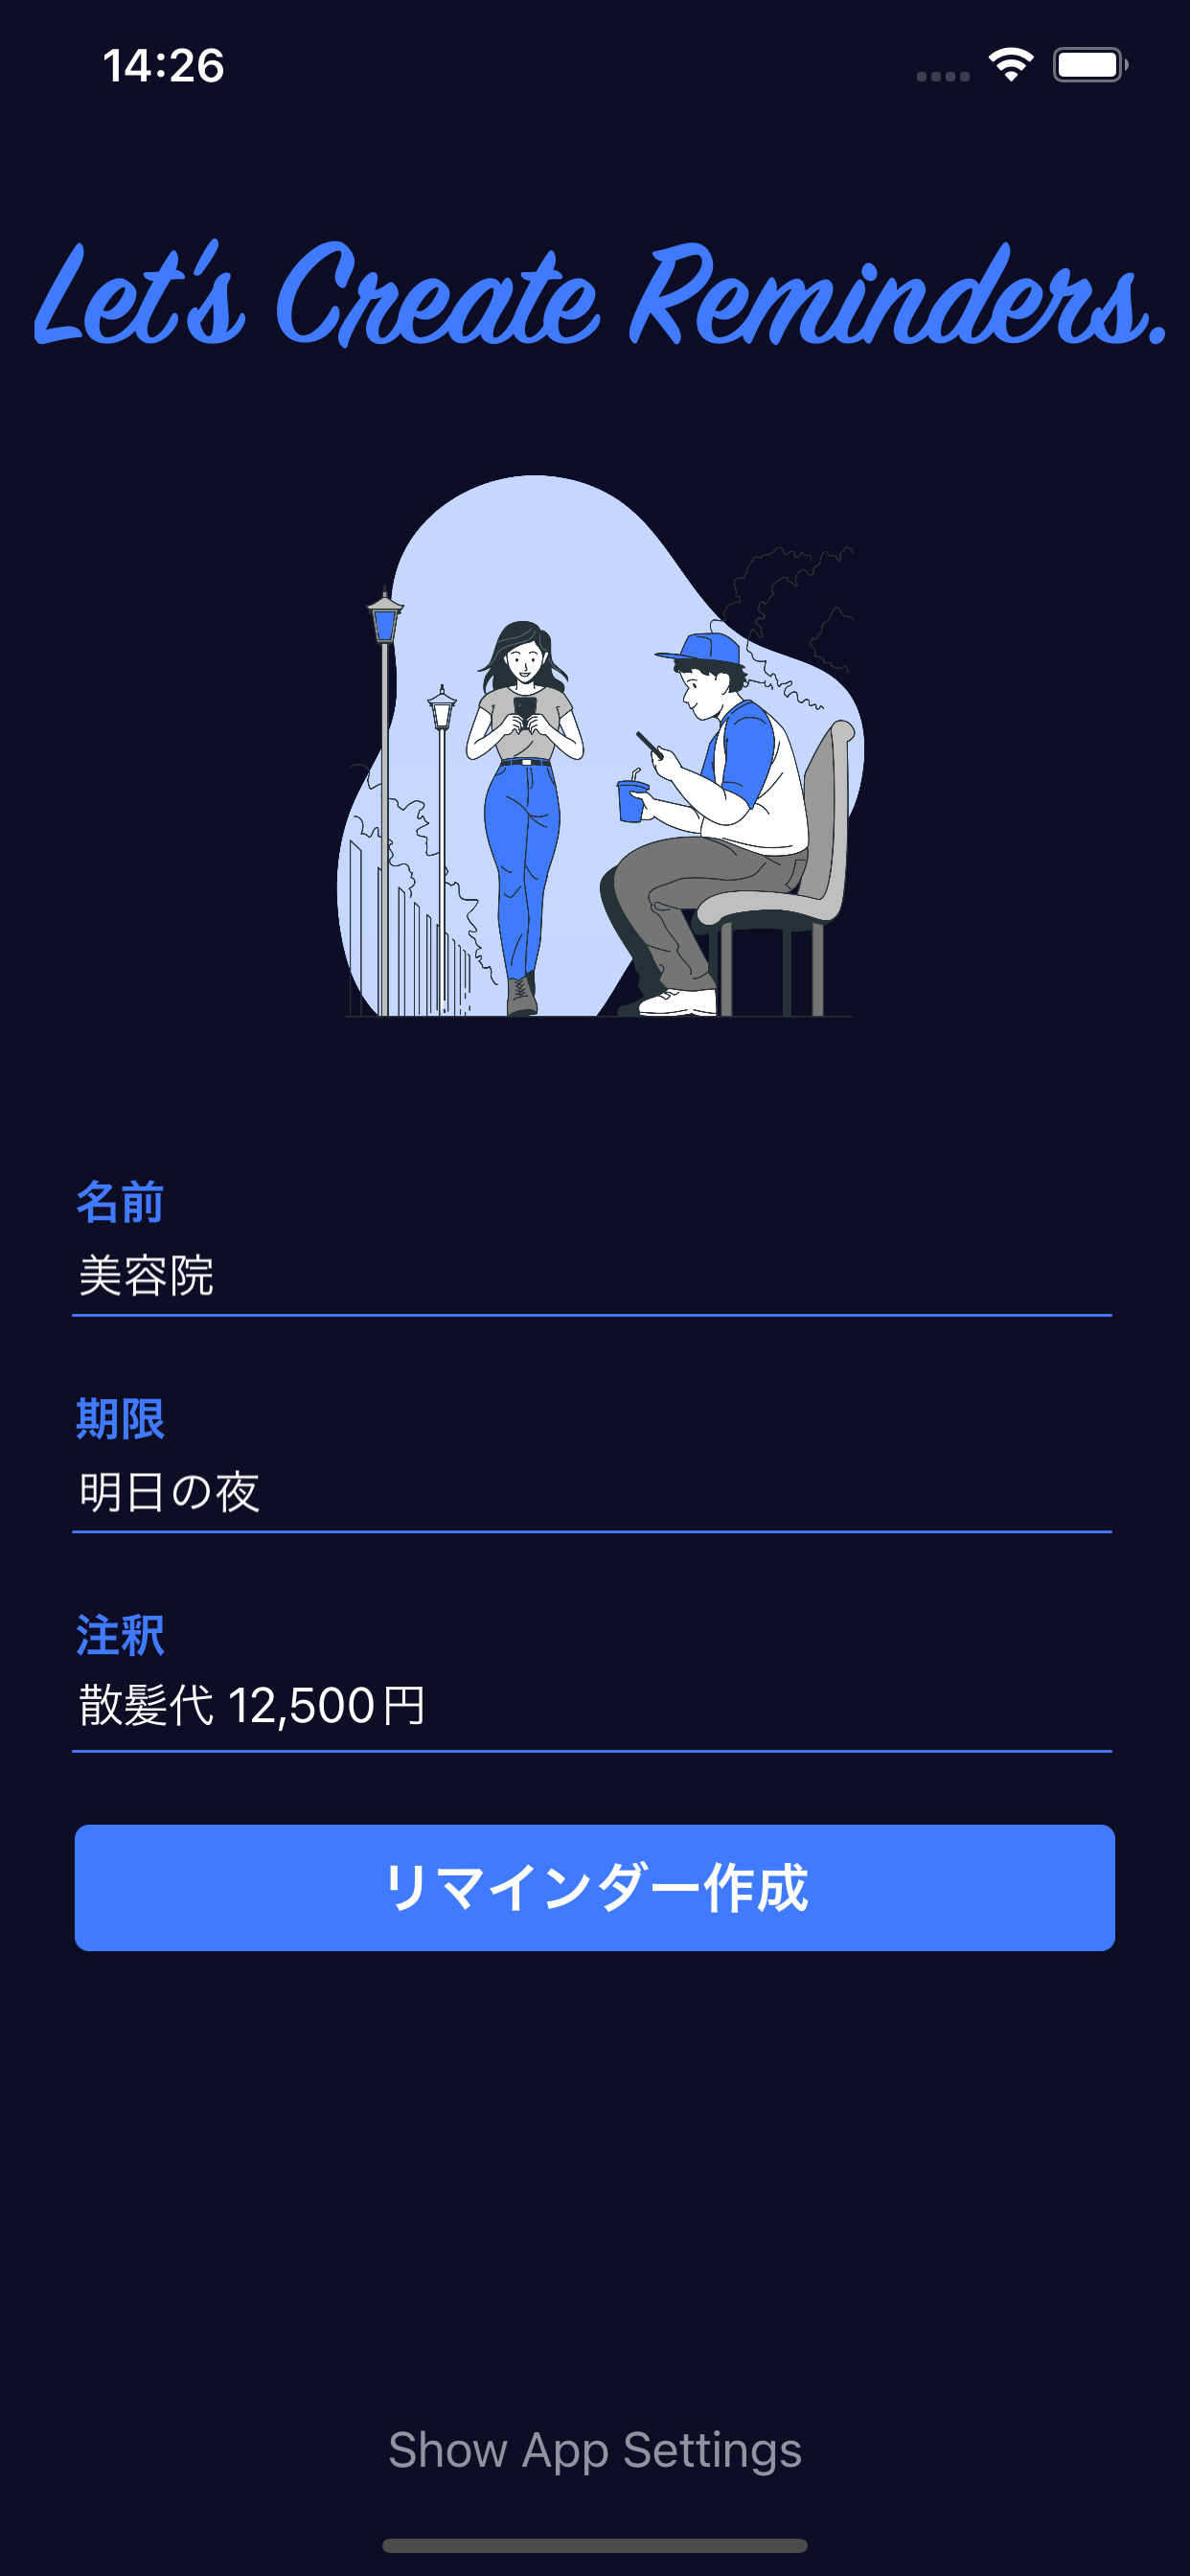 14:26
Let's Create Reminders.
名前
美容院
期限
明日の夜
注釈
散髪代 12,500円
リマインダー作成
Show App Settings